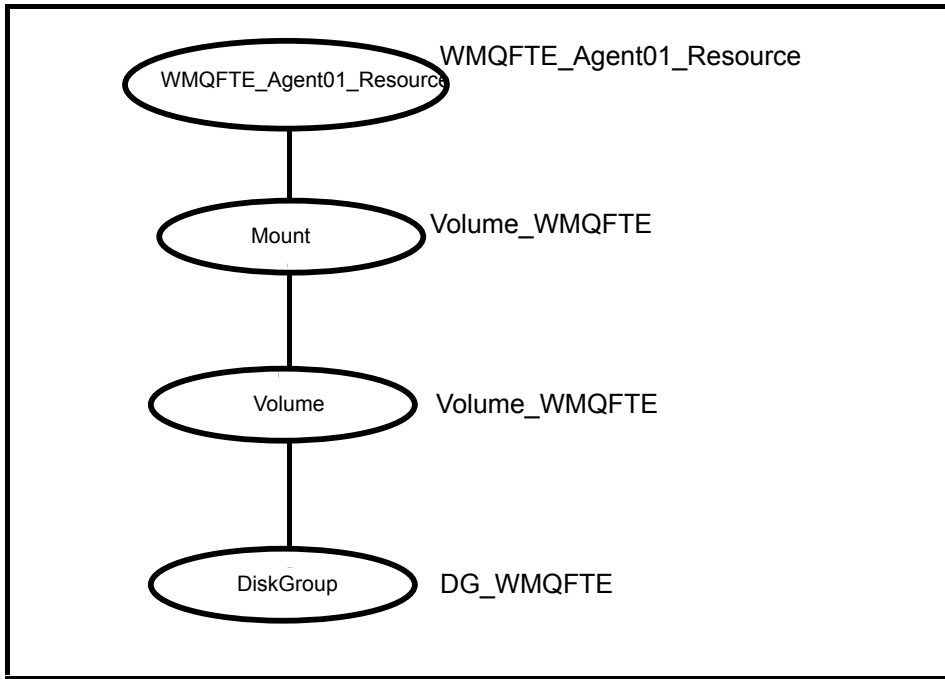 WMQFTE_Agent01_Resource
WMQFTE_Agent01_Resource
Mount
Volume_WMQFTE
Volume
Volume_WMQFTE
DiskGroup
DG_WMQFTE